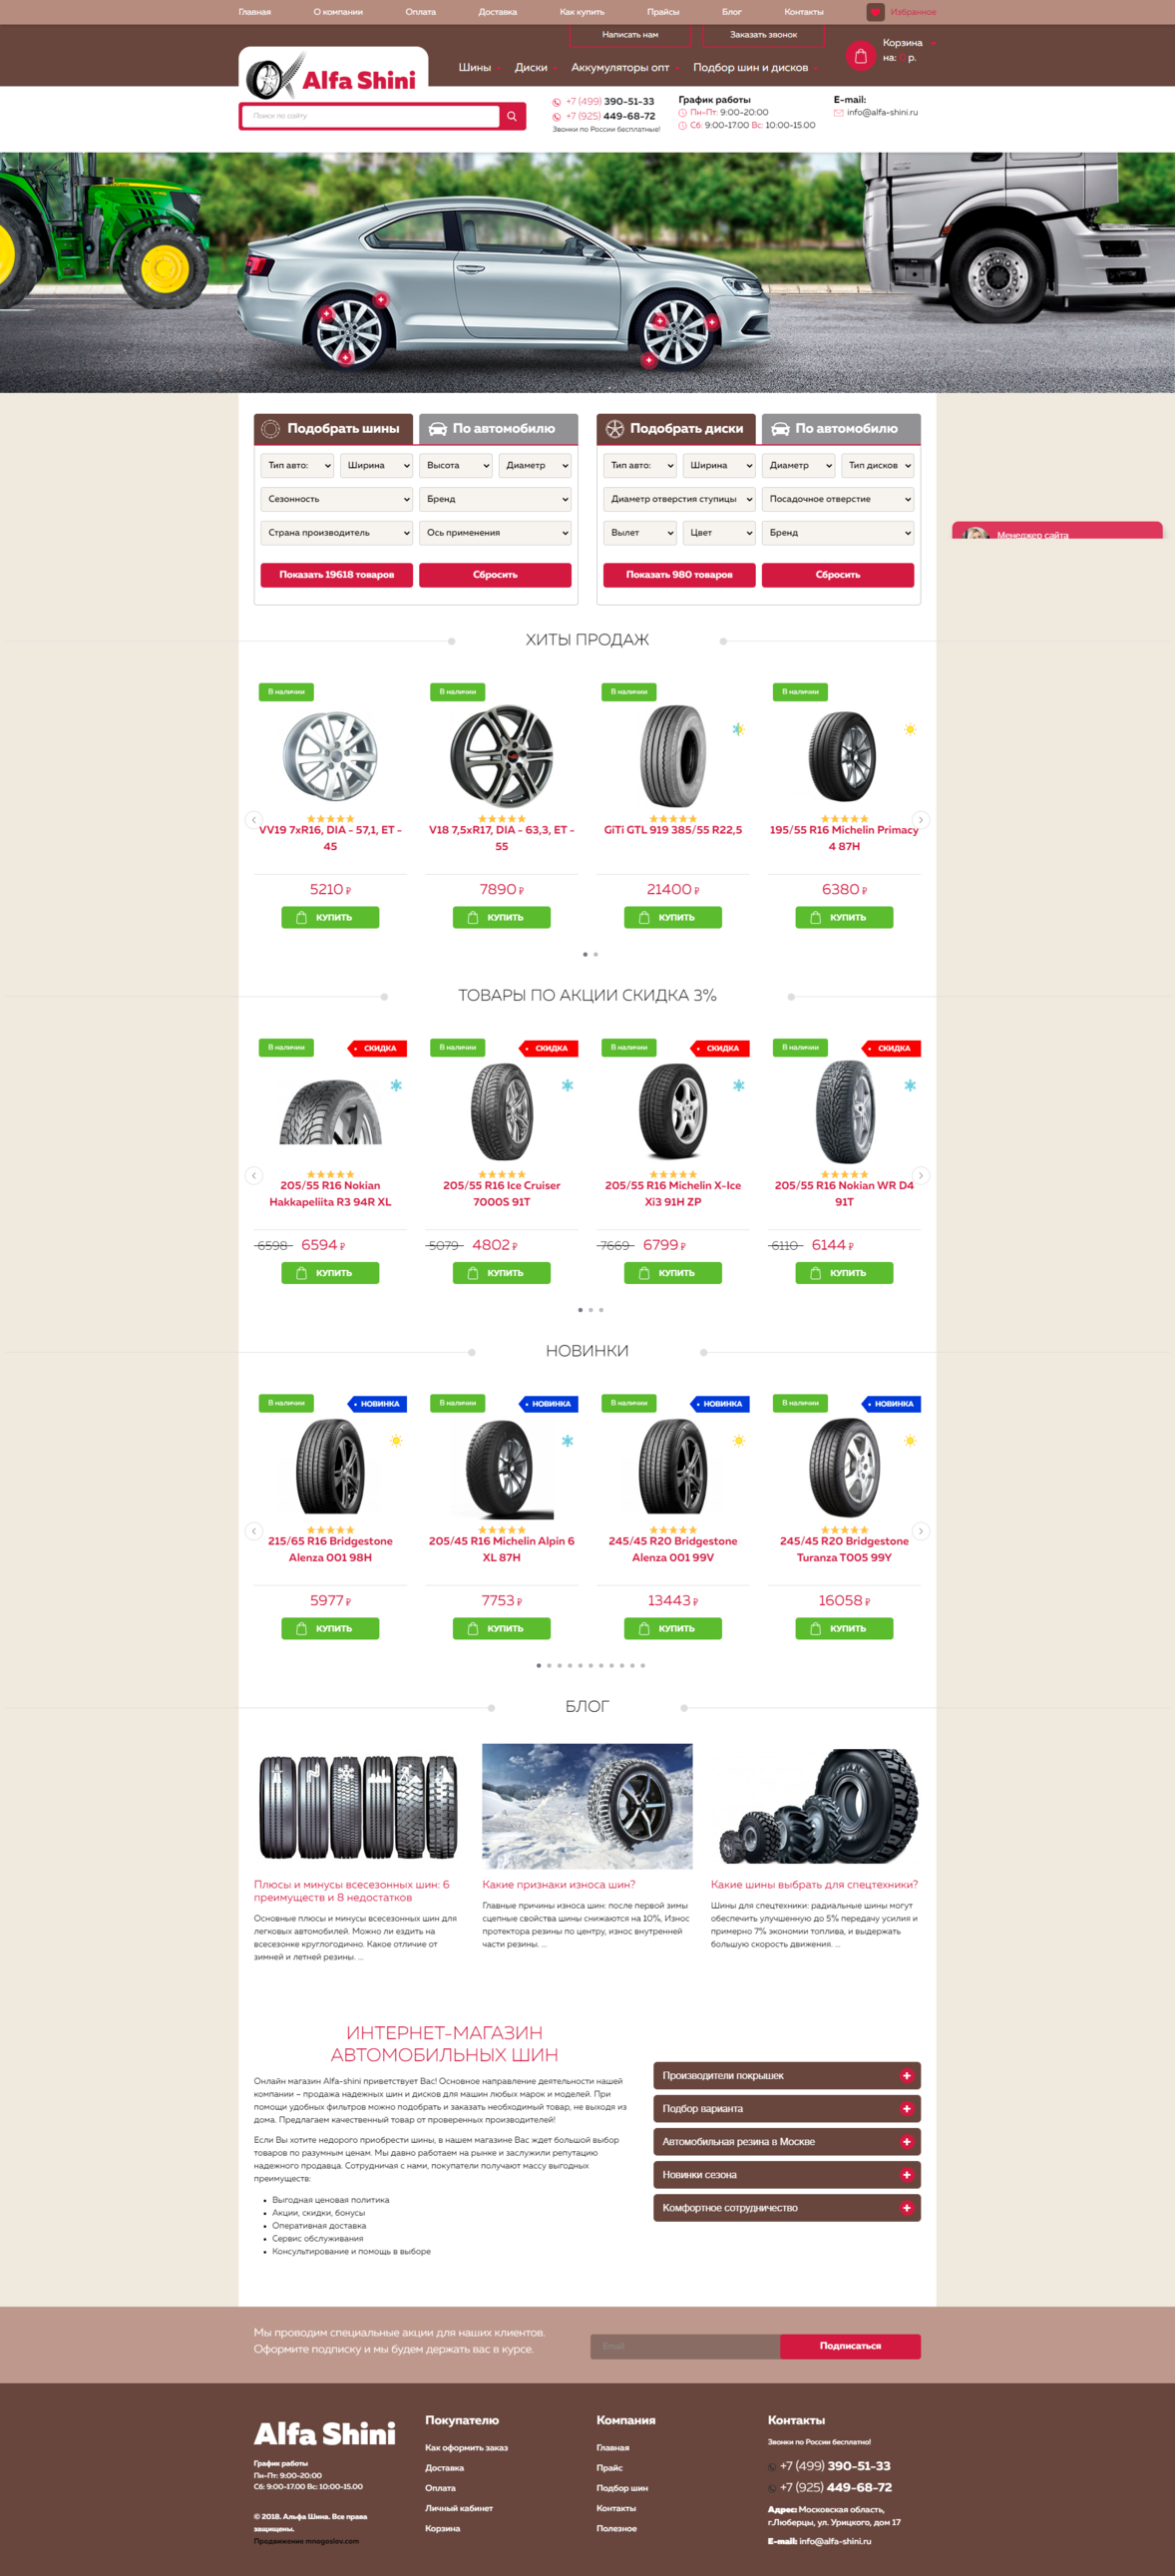 Главная О компании Оплата Доставка Как купить Прайсы Блог Контакты Избранное
Написать нам Заказать звонок
Корзина
на: 0 р.
Шины Диски Аккумуляторы опт Подбор шин и дисков
Alfa Shini
Поиск по сайту
+7 (499) 390-51-33
+7 (925) 449-68-72
Звонки по России бесплатные!
График работы
Пн-Пт: 9:00-20:00
Сб: 9:00-17:00 Вс: 10:00-15:00
E-mail:
info@alfa-shini.ru
Подобрать шины По автомобилю
Тип авто: Ширина Высота Диаметр
Сезонность Бренд
Страна производитель Ось применения
Показать 19618 товаров Сбросить
Подобрать диски По автомобилю
Тип авто: Ширина Диаметр Тип дисков
Диаметр отверстия ступицы Посадочное отверстие
Вылет Цвет Бренд
Показать 980 товаров Сбросить
Менеджер сайта
ХИТЫ ПРОДАЖ
В наличии В наличии В наличии В наличии
VV19 7xR16, DIA - 57,1, ET - 45
V18 7,5xR17, DIA - 63,3, ET - 55
GiTi GTL 919 385/55 R22,5
195/55 R16 Michelin Primacy 4 87H
5210 ₽ 7890 ₽ 21400 ₽ 6380 ₽
КУПИТЬ КУПИТЬ КУПИТЬ КУПИТЬ
ТОВАРЫ ПО АКЦИИ СКИДКА 3%
В наличии СКИДКА В наличии СКИДКА В наличии СКИДКА В наличии СКИДКА
205/55 R16 Nokian Hakkapeliita R3 94R XL
205/55 R16 Ice Cruiser 7000S 91T
205/55 R16 Michelin X-Ice Xi3 91H ZP
205/55 R16 Nokian WR D4 91T
6598 6594 ₽ 5079 4802 ₽ 7669 6799 ₽ 6110 6144 ₽
КУПИТЬ КУПИТЬ КУПИТЬ КУПИТЬ
НОВИНКИ
В наличии НОВИНКА В наличии НОВИНКА В наличии НОВИНКА В наличии НОВИНКА
215/65 R16 Bridgestone Alenza 001 98H
205/45 R16 Michelin Alpin 6 XL 87H
245/45 R20 Bridgestone Alenza 001 99V
245/45 R20 Bridgestone Turanza T005 99Y
5977 ₽ 7753 ₽ 13443 ₽ 16058 ₽
КУПИТЬ КУПИТЬ КУПИТЬ КУПИТЬ
БЛОГ
Плюсы и минусы всесезонных шин: 6
преимуществ и 8 недостатков
Основные плюсы и минусы всесезонных шин для
легковых автомобилей. Можно ли ездить на
всесезонке круглогодично. Какое отличие от
зимней и летней резины. ...
Какие признаки износа шин?
Главные причины износа шин: после первой зимы
сцепные свойства шины снижаются на 10%, Износ
протектора резины по центру, износ внутренней
части резины. ...
Какие шины выбрать для спецтехники?
Шины для спецтехники: радиальные шины могут
обеспечить улучшенную до 5% передачу усилия и
примерно 7% экономии топлива, и выдержать
большую скорость движения. ...
ИНТЕРНЕТ-МАГАЗИН
АВТОМОБИЛЬНЫХ ШИН
Онлайн магазин Alfa-shini приветствует Вас! Основное направление деятельности нашей
компании – продажа надежных шин и дисков для машин любых марок и моделей. При
помощи удобных фильтров можно подобрать и заказать необходимый товар, не выходя из
дома. Предлагаем качественный товар от проверенных производителей!
Если Вы хотите недорого приобрести шины, в нашем магазине Вас ждет большой выбор
товаров по разумным ценам. Мы давно работаем на рынке и заслужили репутацию
надежного продавца. Сотрудничая с нами, покупатели получают массу выгодных
преимуществ:
Выгодная ценовая политика
Акции, скидки, бонусы
Оперативная доставка
Сервис обслуживания
Консультирование и помощь в выборе
Производители покрышек
Подбор варианта
Автомобильная резина в Москве
Новинки сезона
Комфортное сотрудничество
Мы проводим специальные акции для наших клиентов.
Оформите подписку и мы будем держать вас в курсе.
Email
Подписаться
Alfa Shini
График работы
Пн-Пт: 9:00-20:00
Сб: 9:00-17:00 Вс: 10:00-15:00
© 2018. Альфа Шина. Все права
защищены.
Продвижение mnogoslov.com
Покупателю
Как оформить заказ
Доставка
Оплата
Личный кабинет
Корзина
Компания
Главная
Прайс
Подбор шин
Контакты
Полезное
Контакты
Звонки по России бесплатно!
+7 (499) 390-51-33
+7 (925) 449-68-72
Адрес: Московская область,
г.Люберцы, ул. Урицкого, дом 17
E-mail: info@alfa-shini.ru